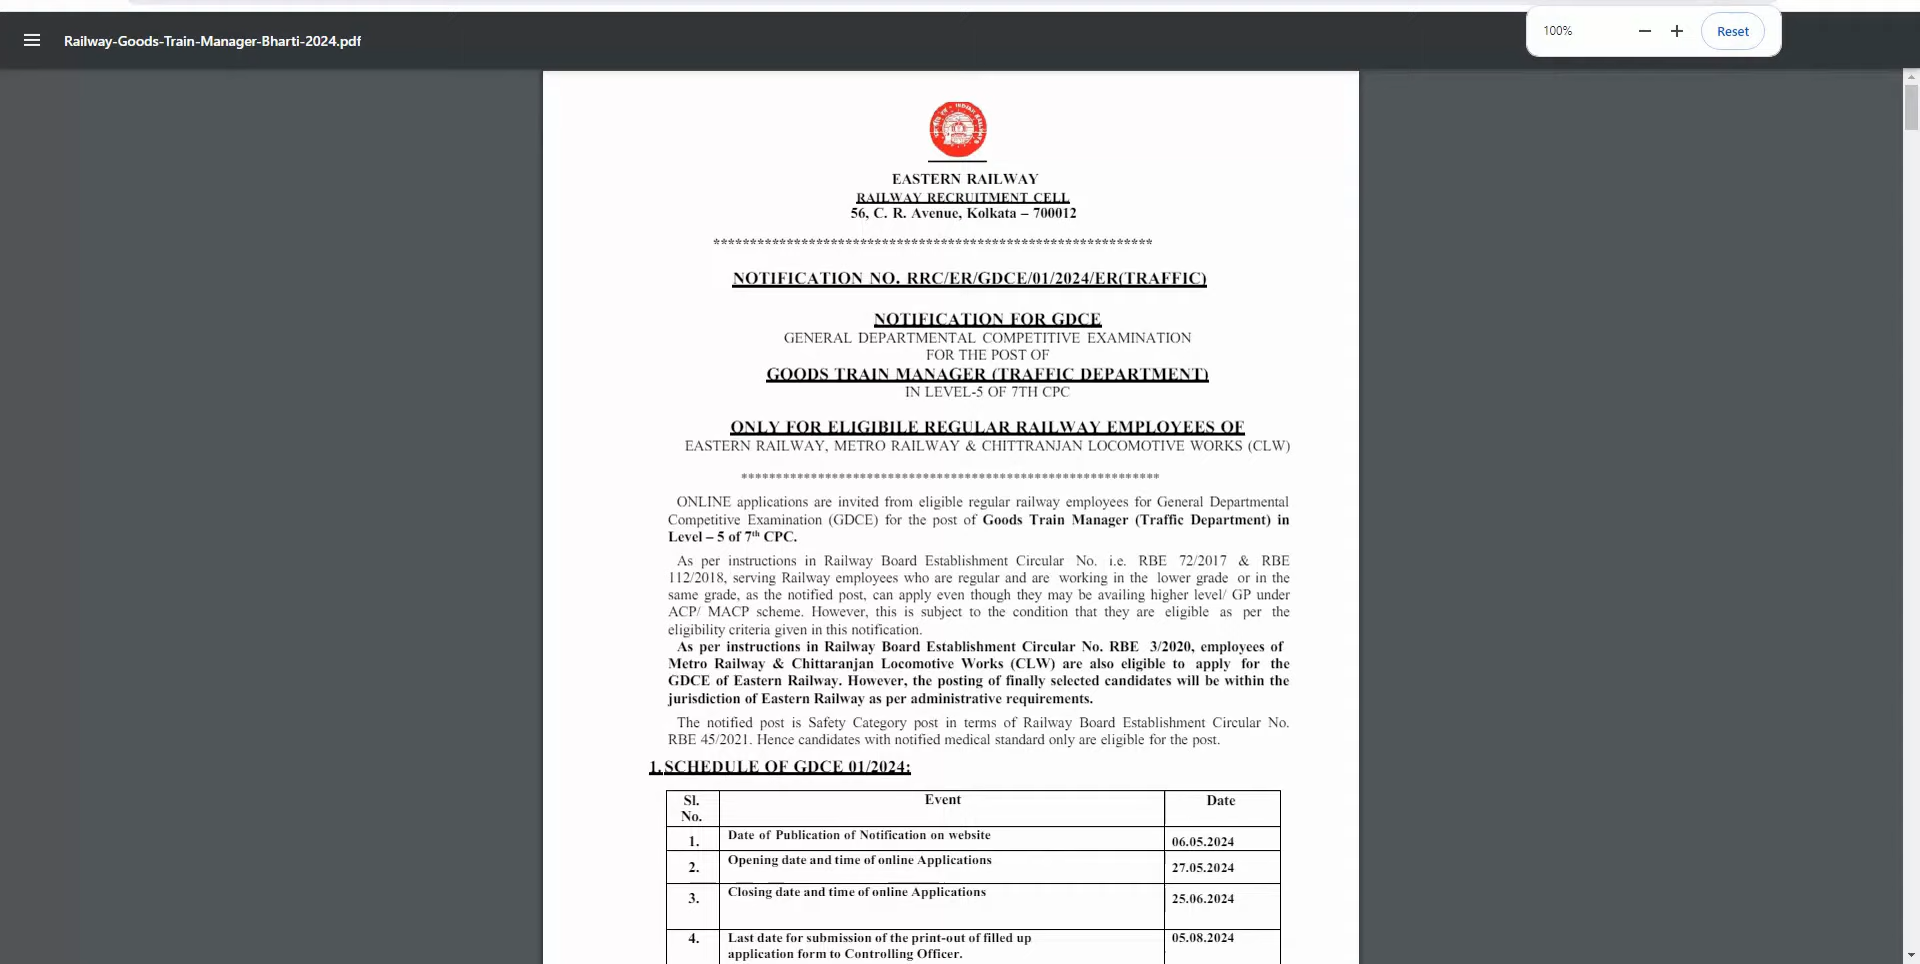 Railway-Goods-Train-Manager-Bharti-2024.pdf
100%
Reset
EASTERN RAILWAY
RAILWAY RECRUITMENT CELL
56, C. R. Avenue, Kolkata – 700012
************************************************************
NOTIFICATION NO. RRC/ER/GDCE/01/2024/ER(TRAFFIC)
NOTIFICATION FOR GDCE
GENERAL DEPARTMENTAL COMPETITIVE EXAMINATION
FOR THE POST OF
GOODS TRAIN MANAGER (TRAFFIC DEPARTMENT)
IN LEVEL-5 OF 7TH CPC
ONLY FOR ELIGIBILE REGULAR RAILWAY EMPLOYEES OF
EASTERN RAILWAY, METRO RAILWAY & CHITTRANJAN LOCOMOTIVE WORKS (CLW)
************************************************************
ONLINE applications are invited from eligible regular railway employees for General Departmental
Competitive Examination (GDCE) for the post of Goods Train Manager (Traffic Department) in
Level – 5 of 7th CPC.
As per instructions in Railway Board Establishment Circular No. i.e. RBE 72/2017 & RBE
112/2018, serving Railway employees who are regular and are working in the lower grade or in the
same grade, as the notified post, can apply even though they may be availing higher level/ GP under
ACP/ MACP scheme. However, this is subject to the condition that they are eligible as per the
eligibility criteria given in this notification.
As per instructions in Railway Board Establishment Circular No. RBE 3/2020, employees of
Metro Railway & Chittaranjan Locomotive Works (CLW) are also eligible to apply for the
GDCE of Eastern Railway. However, the posting of finally selected candidates will be within the
jurisdiction of Eastern Railway as per administrative requirements.
The notified post is Safety Category post in terms of Railway Board Establishment Circular No.
RBE 45/2021. Hence candidates with notified medical standard only are eligible for the post.
1. SCHEDULE OF GDCE 01/2024:
Sl. No. Event Date
1. Date of Publication of Notification on website 06.05.2024
2. Opening date and time of online Applications 27.05.2024
3. Closing date and time of online Applications 25.06.2024
4. Last date for submission of the print-out of filled up 05.08.2024
application form to Controlling Officer.